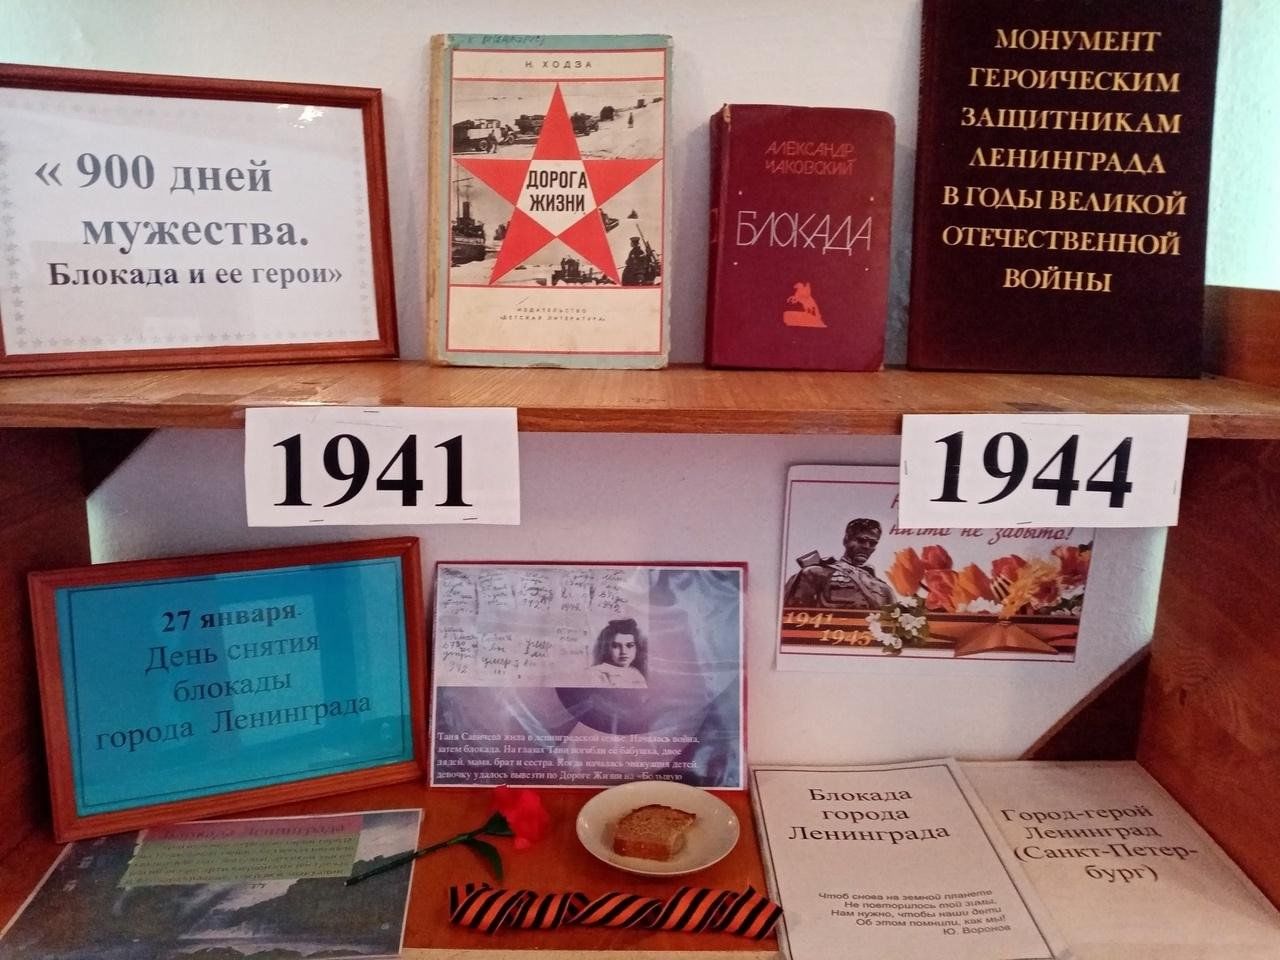 « 900 дней
мужества.
Блокада и ее герои»
Н. ХОДЗА
ДОРОГА
ЖИЗНИ
ИЗДАТЕЛЬСТВО
«ДЕТСКАЯ ЛИТЕРАТУРА»
АЛЕКСАНДР
ЧАКОВСКИЙ
БЛОКАДА
МОНУМЕНТ
ГЕРОИЧЕСКИМ
ЗАЩИТНИКАМ
ЛЕНИНГРАДА
В ГОДЫ ВЕЛИКОЙ
ОТЕЧЕСТВЕННОЙ
ВОЙНЫ
1941
1944
27 января.
День снятия
блокады
города Ленинграда
Таня Савичева жила в ленинградской семье. Началась война,
затем блокада. На глазах Тани погибли её бабушка, двое
дядей, мама, брат и сестра. Когда началась эвакуация детей,
девочку удалось вывезти по Дороге Жизни на «Большую
ничто не забыто!
1941-
1945
Блокада Ленинграда
Блокада
города
Ленинграда
Чтоб снова на земной планете
Не повторилось той зимы,
Нам нужно, чтобы наши дети
Об этом помнили, как мы!
Ю. Воронов
Город-герой
Ленинград
(Санкт-Петер-
бург)